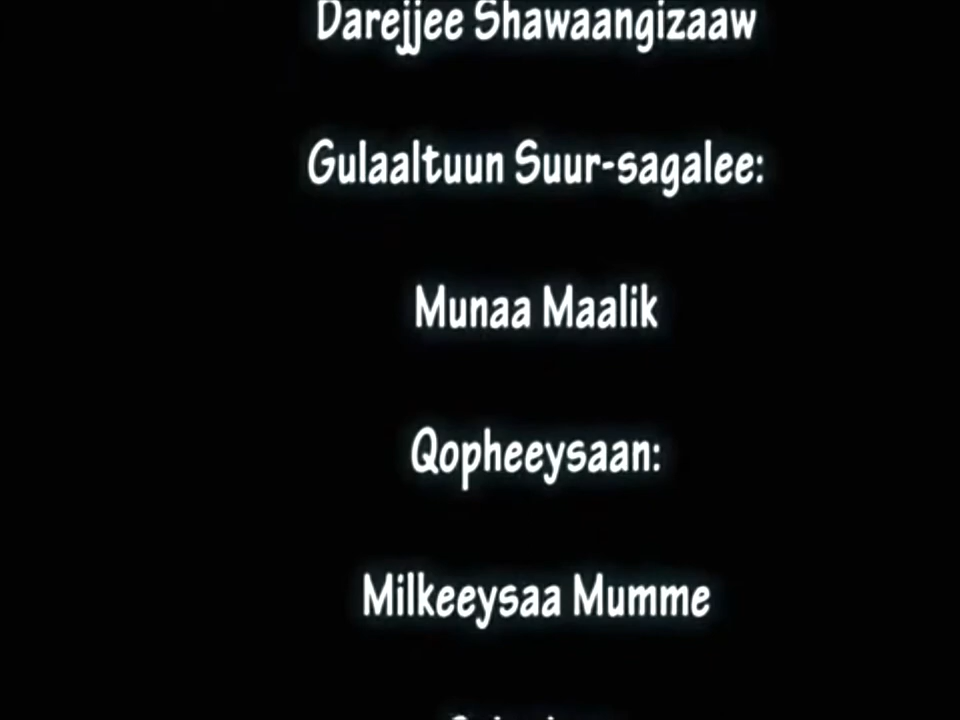 Darejjee Shawaangizaaw
Gulaaltuun Suur-sagalee:
Munaa Maalik
Qopheeysaan:
Milkeeysaa Mumme